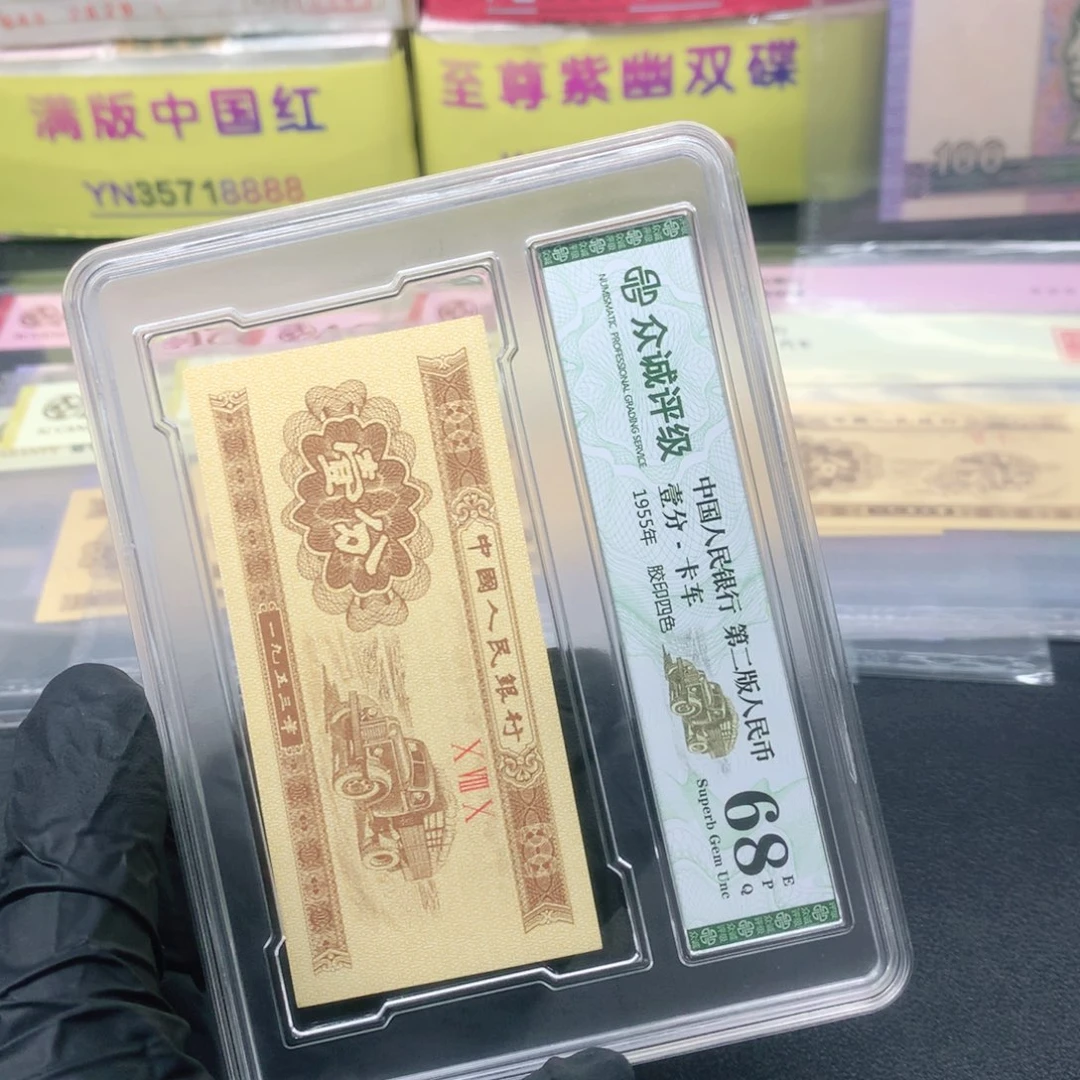 满版中国红
YN35718888
至尊紫幽双碟
100
众诚评级
NUMISMATIC PROFESSIONAL GRADING SERVICE
中国人民银行 第二版人民币
壹分 - 卡车
1955年 胶印四色
68 E
P
Q
Superb Gem Unc
中國人民銀行
壹分
X VIII X
一九五三年